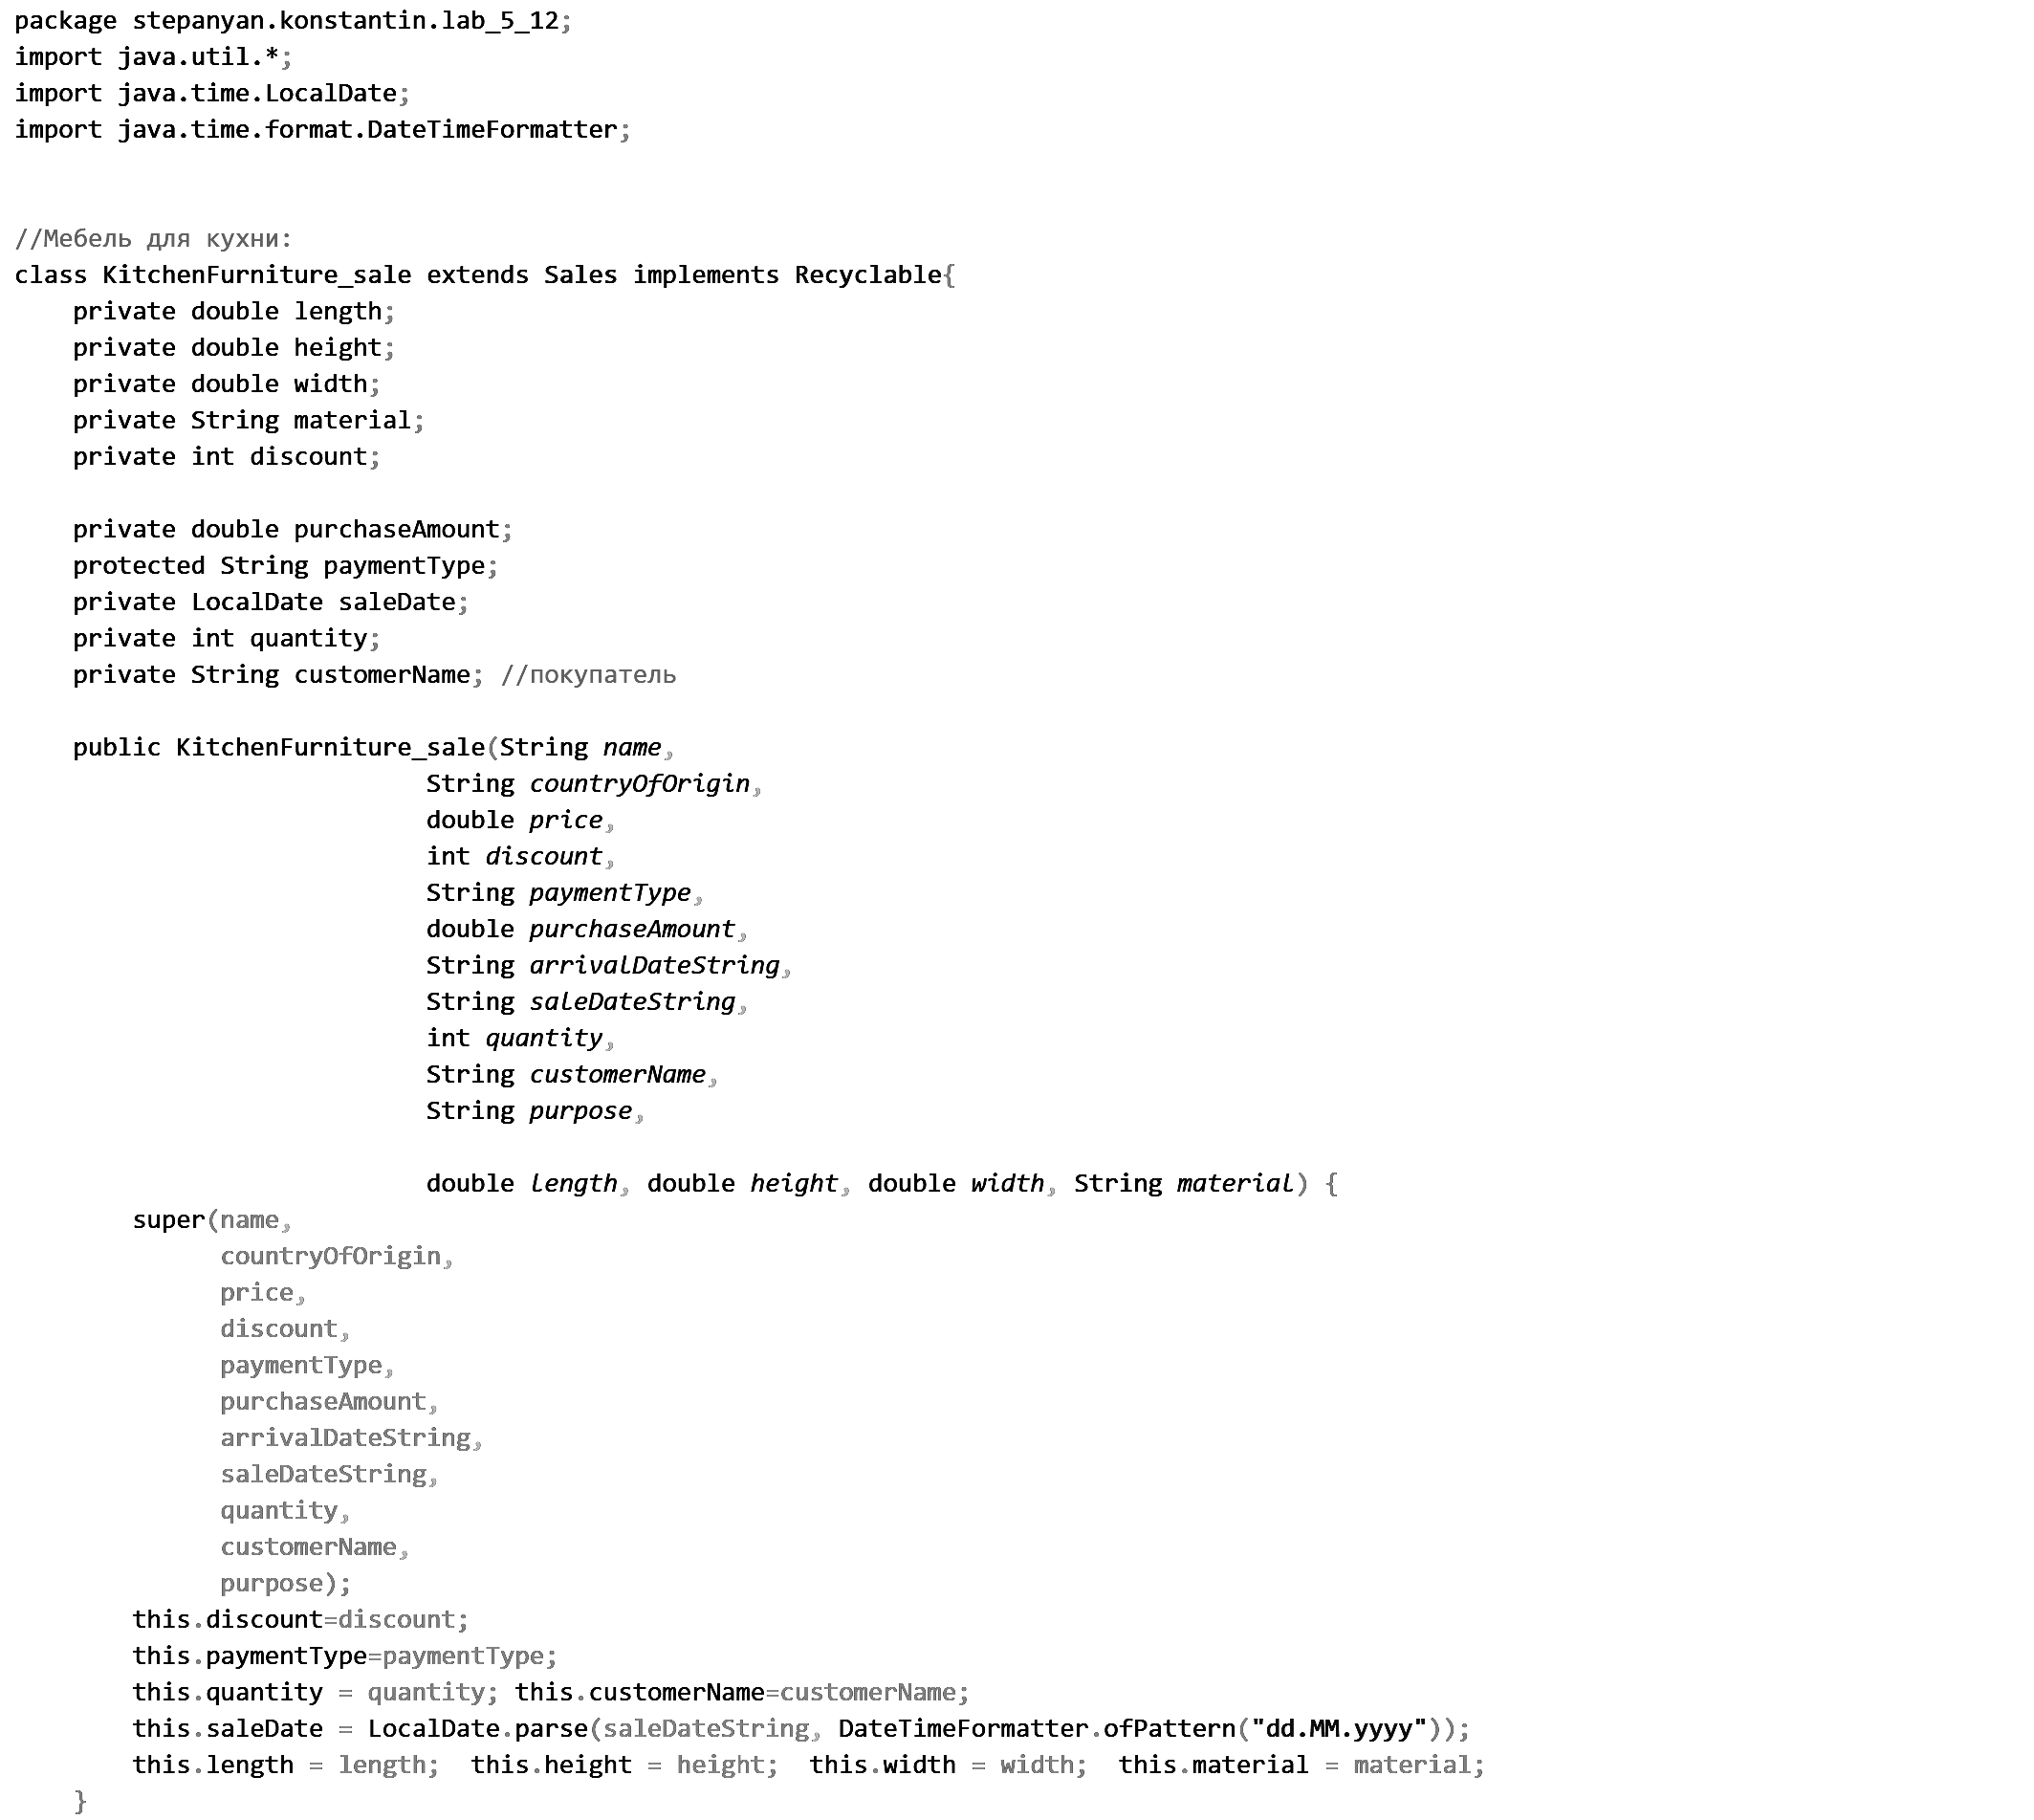 package stepanyan.konstantin.lab_5_12;
import java.util.*;
import java.time.LocalDate;
import java.time.format.DateTimeFormatter;
//Мебель для кухни:
class KitchenFurniture_sale extends Sales implements Recyclable{
    private double length;
    private double height;
    private double width;
    private String material;
    private int discount;
    private double purchaseAmount;
    protected String paymentType;
    private LocalDate saleDate;
    private int quantity;
    private String customerName; //покупатель
    public KitchenFurniture_sale(String name,
                            String countryOfOrigin,
                            double price,
                            int discount,
                            String paymentType,
                            double purchaseAmount,
                            String arrivalDateString,
                            String saleDateString,
                            int quantity,
                            String customerName,
                            String purpose,
                            double length, double height, double width, String material) {
        super(name,
              countryOfOrigin,
              price,
              discount,
              paymentType,
              purchaseAmount,
              arrivalDateString,
              saleDateString,
              quantity,
              customerName,
              purpose);
        this.discount=discount;
        this.paymentType=paymentType;
        this.quantity = quantity; this.customerName=customerName;
        this.saleDate = LocalDate.parse(saleDateString, DateTimeFormatter.ofPattern("dd.MM.yyyy"));
        this.length = length;  this.height = height;  this.width = width;  this.material = material;
    }